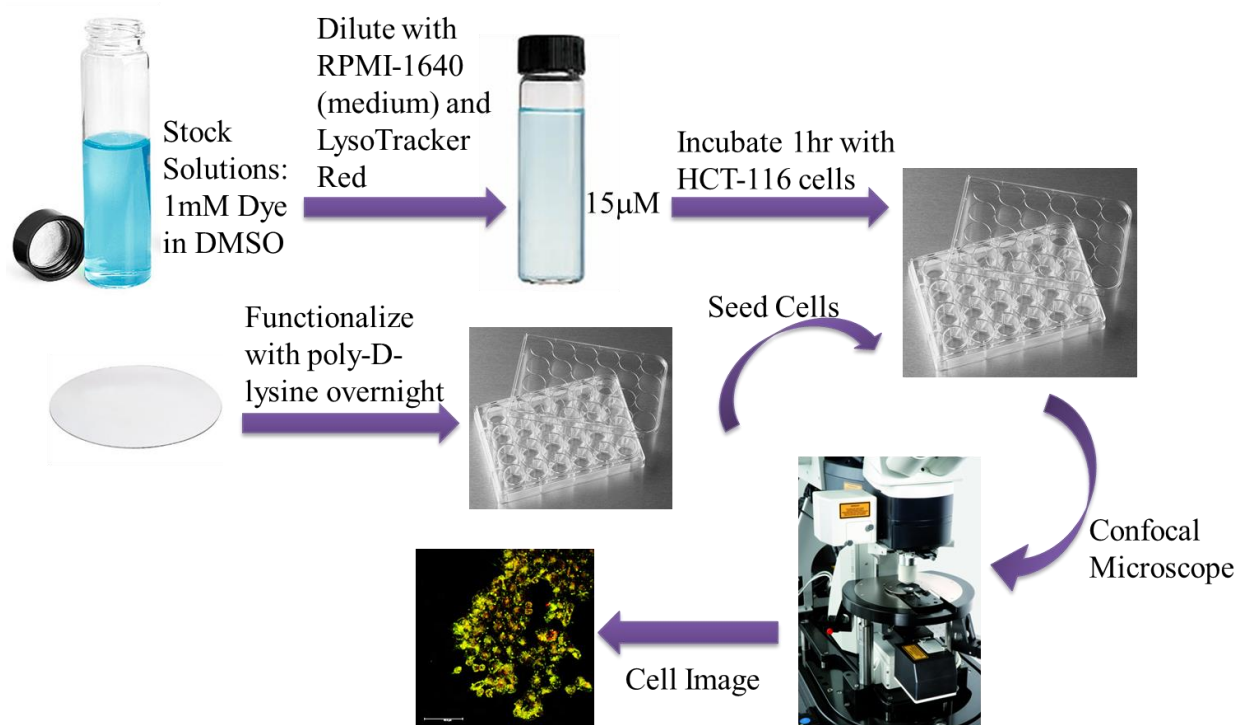 Stock
Solutions:
1mM Dye
in DMSO
Dilute with
RPMI-1640
(medium) and
LysoTracker
Red
15μM
Incubate 1hr with
HCT-116 cells
Functionalize
with poly-D-
lysine overnight
Seed Cells
Confocal
Microscope
Cell Image